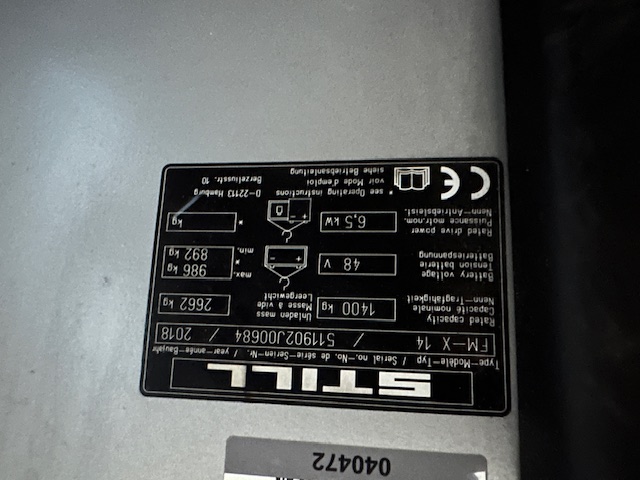 040472
STILL
Type-Modèle-Typ / Serial no.-No. de série-Serien-Nr. / year-année-Baujahr
FM-X 14 / 511902J00684 / 2018
Rated capacity
Capacité nominale
Nenn-Tragfähigkeit
1400 kg
Unladen mass
Masse à vide
Leergewicht
2662 kg
Battery voltage
Tension batterie
Batteriespannung
48 V
max. 986 kg
*
min. 892 kg
Rated drive power
Puissance motr.nom.
Nenn-Antriebsleist.
6.5 kW
* kg
CE
* see Operating instructions
voir Mode d'emploi
siehe Betriebsanleitung
D-22113 Hamburg
Berzeliusstr. 10